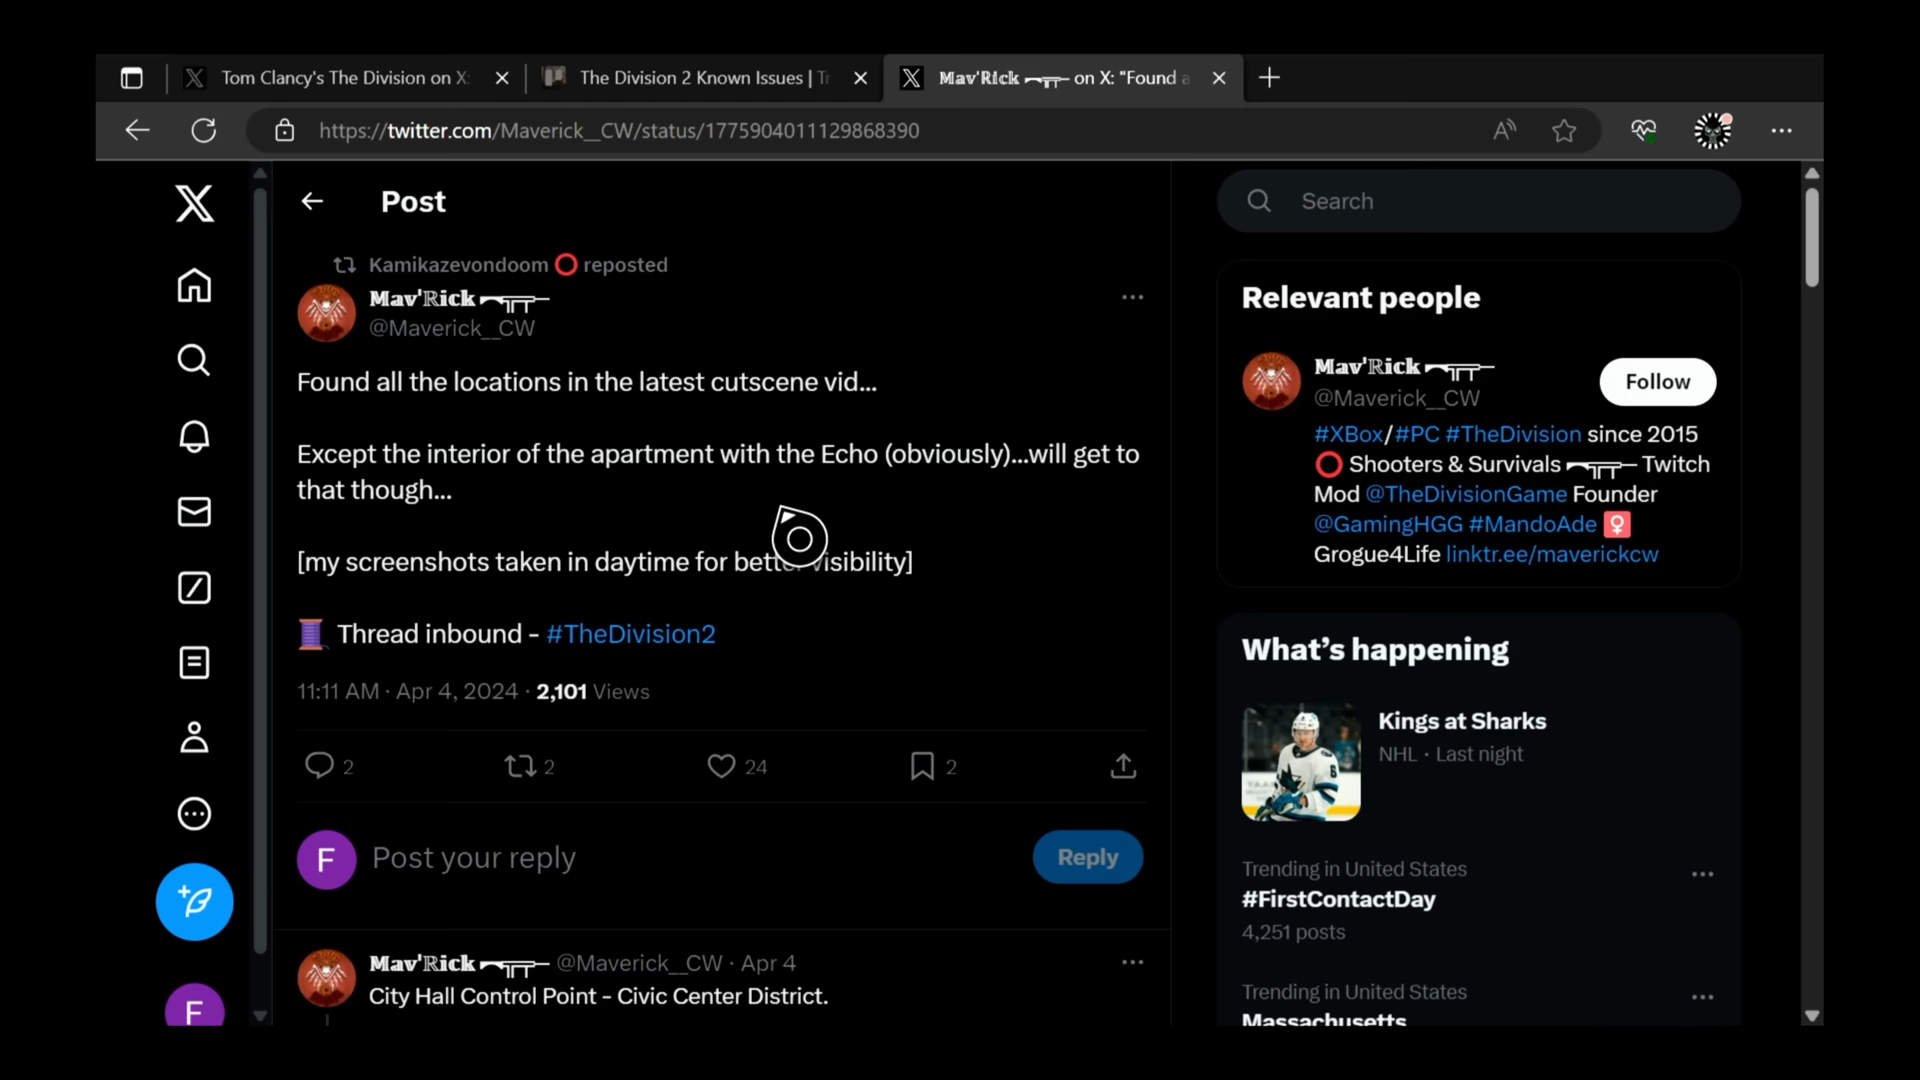 Tom Clancy's The Division on X:
The Division 2 Known Issues | Tr
Mav'ℝick on X: "Found a
https://twitter.com/Maverick__CW/status/1775904011129868390
Post
Search
Kamikazevondoom ⭕ reposted
Mav'ℝick
@Maverick__CW
Found all the locations in the latest cutscene vid...
Except the interior of the apartment with the Echo (obviously)...will get to
that though...
[my screenshots taken in daytime for visibility]
Thread inbound - #TheDivision2
11:11 AM · Apr 4, 2024 · 2,101 Views
2
2
24
2
F
Post your reply
Reply
Mav'ℝick @Maverick__CW · Apr 4
City Hall Control Point - Civic Center District.
F
Relevant people
Mav'ℝick
@Maverick__CW
Follow
#XBox/#PC #TheDivision since 2015
⭕ Shooters & Survivals Twitch
Mod @TheDivisionGame Founder
@GamingHGG #MandoAde
Grogue4Life linktr.ee/maverickcw
What's happening
Kings at Sharks
NHL · Last night
Trending in United States
#FirstContactDay
4,251 posts
Trending in United States
Massachusetts